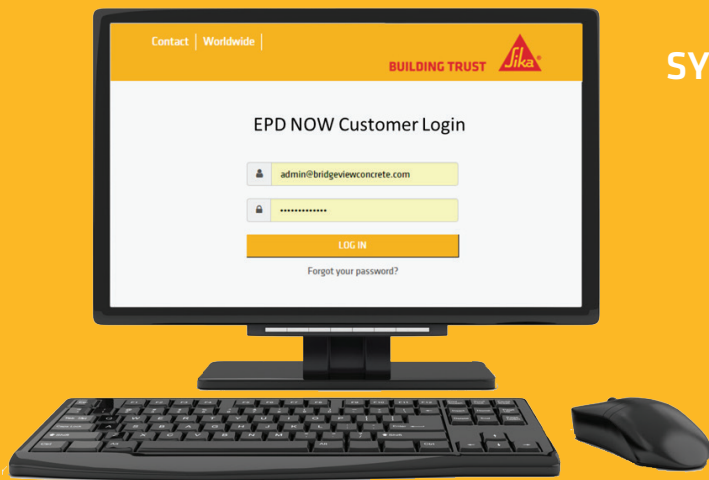 Contact | Worldwide |
BUILDING TRUST Sika®
SY
EPD NOW Customer Login
admin@bridgeviewconcrete.com
•••••••••••••
LOG IN
Forgot your password?